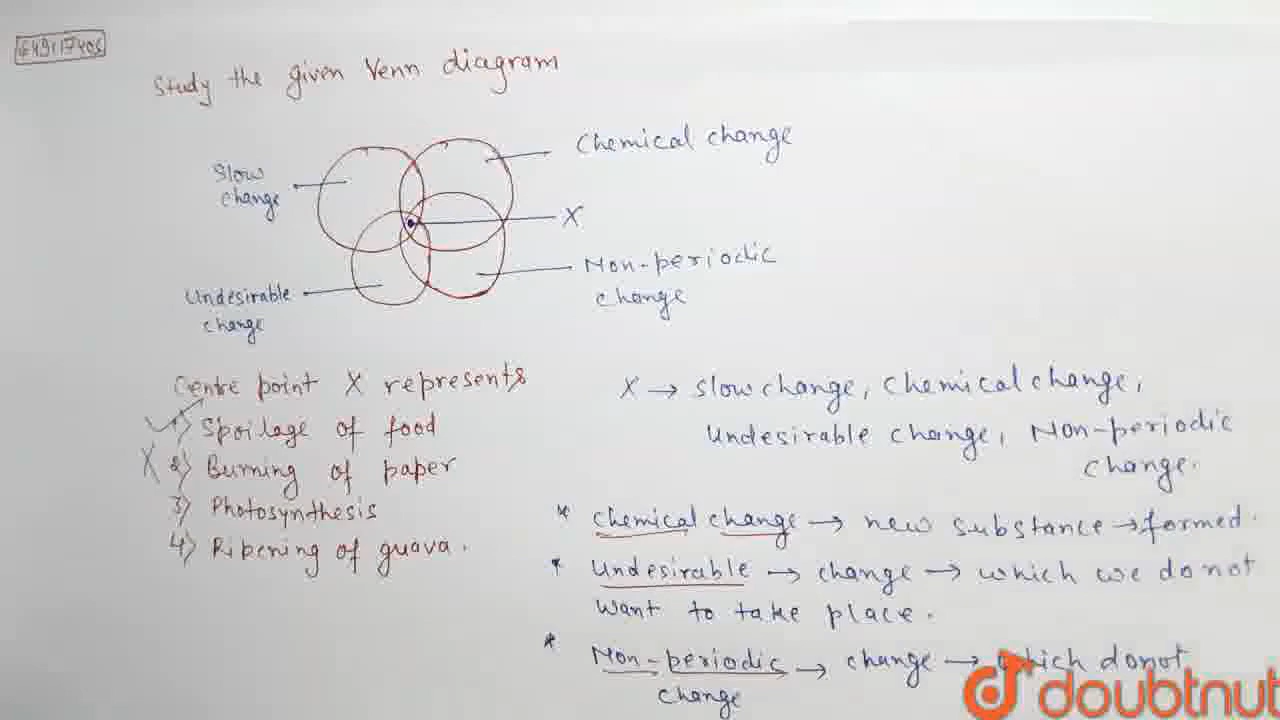 649117405
Study the given Venn diagram
Chemical change
Slow
change
X
Non-periodic
change
Undesirable
change
Centre point X represents
1) Spoilage of food
X 2) Burning of paper
3) Photosynthesis
4) Ripening of guava.
X → slow change, Chemical change,
Undesirable change, Non-periodic
change.
* Chemical change → new substance → formed.
* Undesirable → change → which we do not
want to take place.
* Non-periodic → change → which do not
change
doubtnut